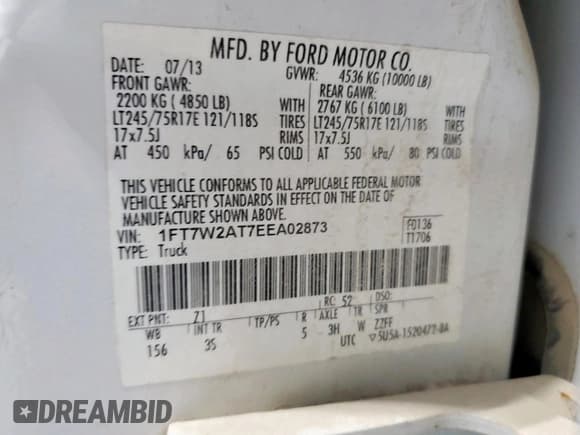 MFD. BY FORD MOTOR CO.
DATE: 07/13 GVWR: 4536 KG (10000 LB)
FRONT GAWR: REAR GAWR:
2200 KG ( 4850 LB) WITH 2767 KG ( 6100 LB) WITH
LT245/75R17E 121/118S TIRES LT245/75R17E 121/118S TIRES
17x7.5J RIMS 17x7.5J RIMS
AT 450 kPa/ 65 PSI COLD AT 550 kPa/ 80 PSI COLD
THIS VEHICLE CONFORMS TO ALL APPLICABLE FEDERAL MOTOR
VEHICLE SAFETY STANDARDS IN EFFECT ON THE DATE OF
MANUFACTURE SHOWN ABOVE.
VIN: 1FT7W2AT7EEA02873 F0136
TYPE: Truck T1706
EXT PNT: Z1 RC: 52 DSO:
WB INT TR TP/PS R AXLE TR SPR
156 3S 5 3H W ZZFF
UTC ▽5U5A-1520472-BA
DREAMBID